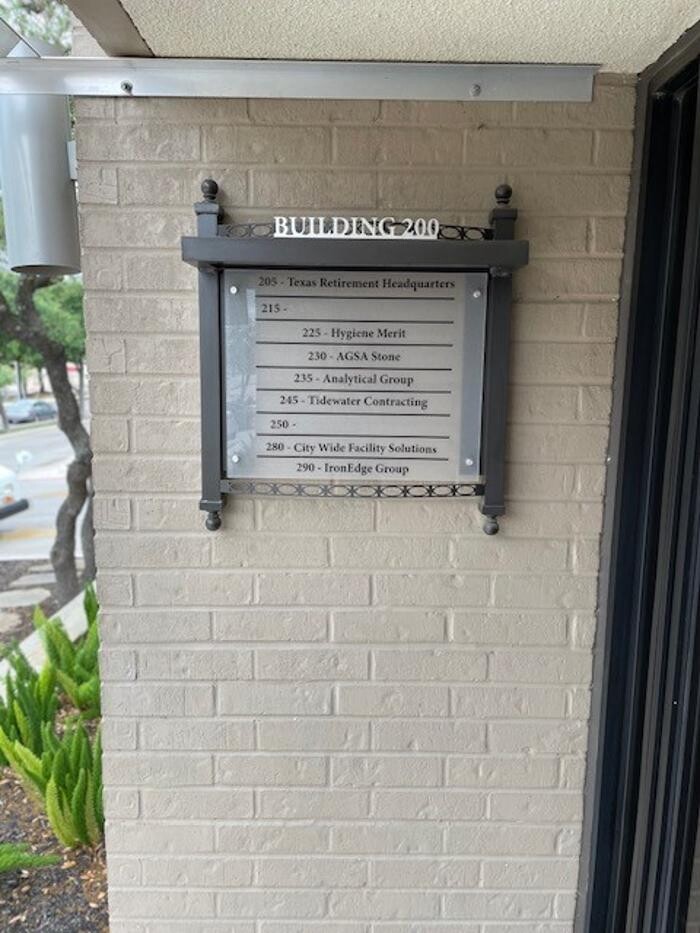 BUILDING 200
205 - Texas Retirement Headquarters
215 -
225 - Hygiene Merit
230 - AGSA Stone
235 - Analytical Group
245 - Tidewater Contracting
250 -
280 - City Wide Facility Solutions
290 - IronEdge Group